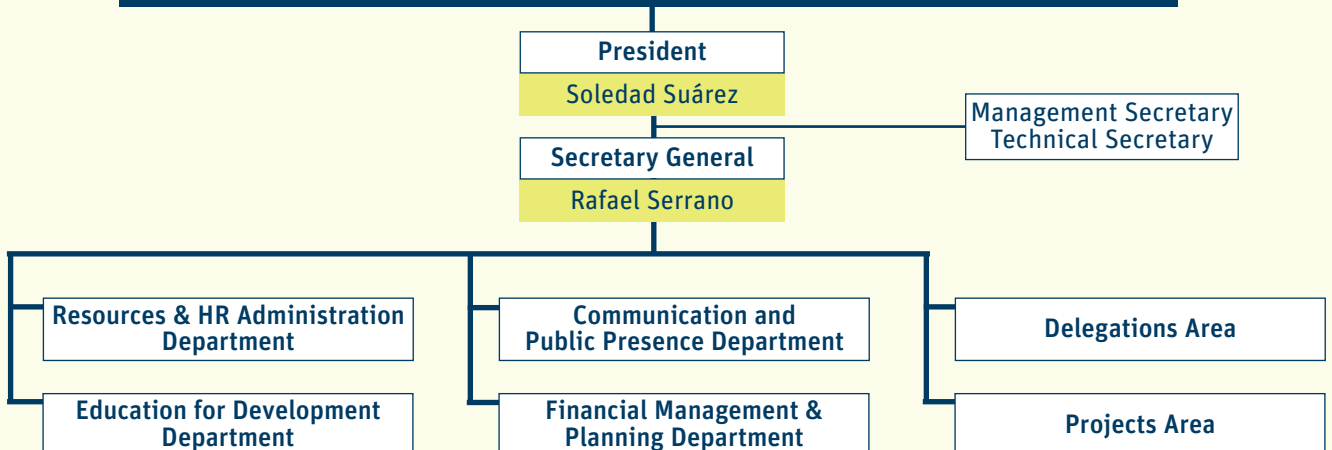 President
Soledad Suárez
Management Secretary
Technical Secretary
Secretary General
Rafael Serrano
Resources & HR Administration
Department
Communication and
Public Presence Department
Delegations Area
Education for Development
Department
Financial Management &
Planning Department
Projects Area